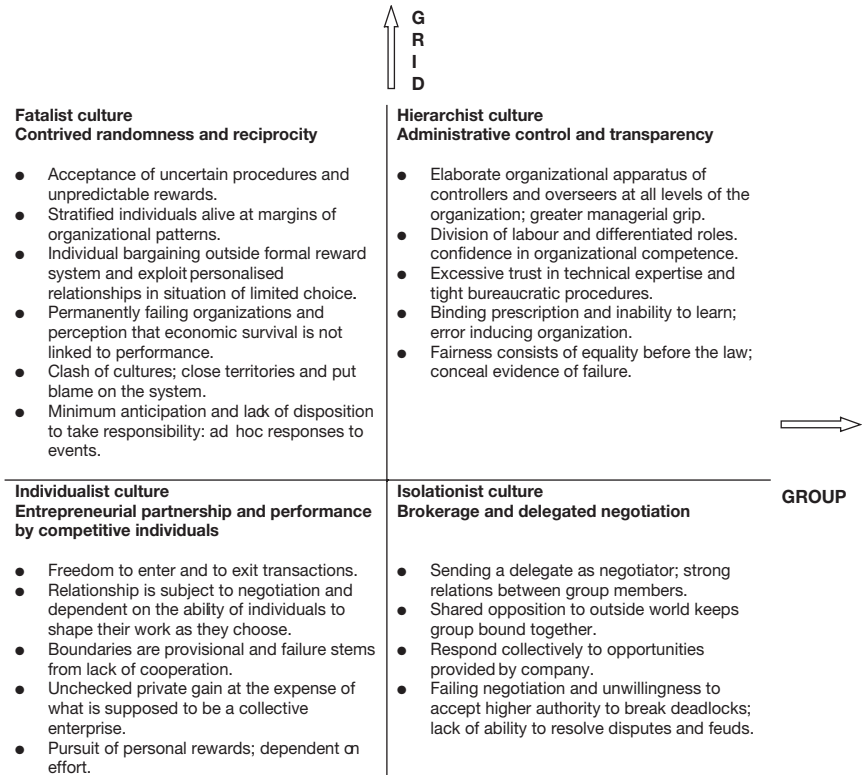 G
R
I
D
Fatalist culture
Contrived randomness and reciprocity
● Acceptance of uncertain procedures and
unpredictable rewards.
● Stratified individuals alive at margins of
organizational patterns.
● Individual bargaining outside formal reward
system and exploit personalised
relationships in situation of limited choice.
● Permanently failing organizations and
perception that economic survival is not
linked to performance.
● Clash of cultures; close territories and put
blame on the system.
● Minimum anticipation and lack of disposition
to take responsibility: ad hoc responses to
events.
Hierarchist culture
Administrative control and transparency
● Elaborate organizational apparatus of
controllers and overseers at all levels of the
organization; greater managerial grip.
● Division of labour and differentiated roles.
confidence in organizational competence.
● Excessive trust in technical expertise and
tight bureaucratic procedures.
● Binding prescription and inability to learn;
error inducing organization.
● Fairness consists of equality before the law;
conceal evidence of failure.
Individualist culture
Entrepreneurial partnership and performance
by competitive individuals
● Freedom to enter and to exit transactions.
● Relationship is subject to negotiation and
dependent on the ability of individuals to
shape their work as they choose.
● Boundaries are provisional and failure stems
from lack of cooperation.
● Unchecked private gain at the expense of
what is supposed to be a collective
enterprise.
● Pursuit of personal rewards; dependent on
effort.
Isolationist culture
Brokerage and delegated negotiation
● Sending a delegate as negotiator; strong
relations between group members.
● Shared opposition to outside world keeps
group bound together.
● Respond collectively to opportunities
provided by company.
● Failing negotiation and unwillingness to
accept higher authority to break deadlocks;
lack of ability to resolve disputes and feuds.
GROUP